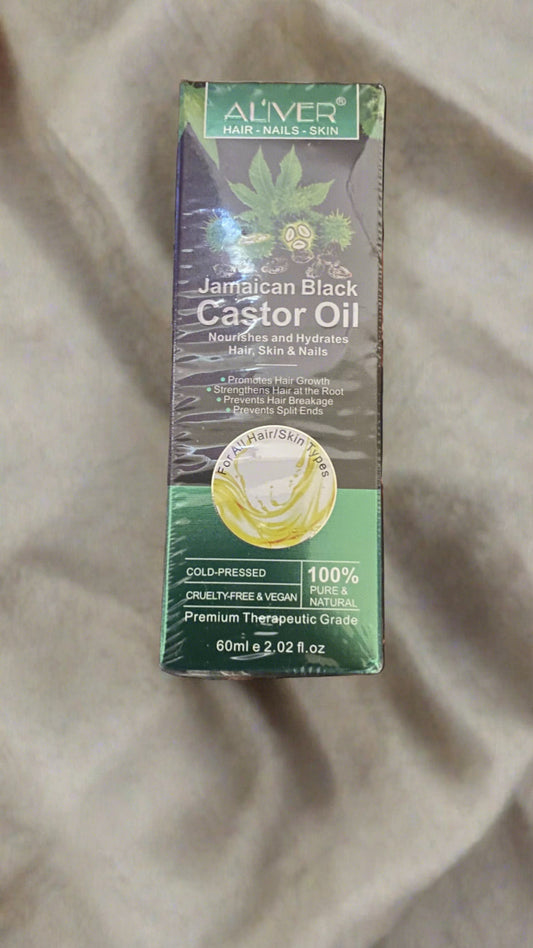 ALIVER®
HAIR - NAILS - SKIN
Jamaican Black
Castor Oil
Nourishes and Hydrates
Hair, Skin & Nails
• Promotes Hair Growth
• Strengthens Hair at the Root
• Prevents Hair Breakage
• Prevents Split Ends
For All Hair/Skin Types
COLD-PRESSED
CRUELTY-FREE & VEGAN
100%
PURE &
NATURAL
Premium Therapeutic Grade
60ml e 2.02 fl.oz